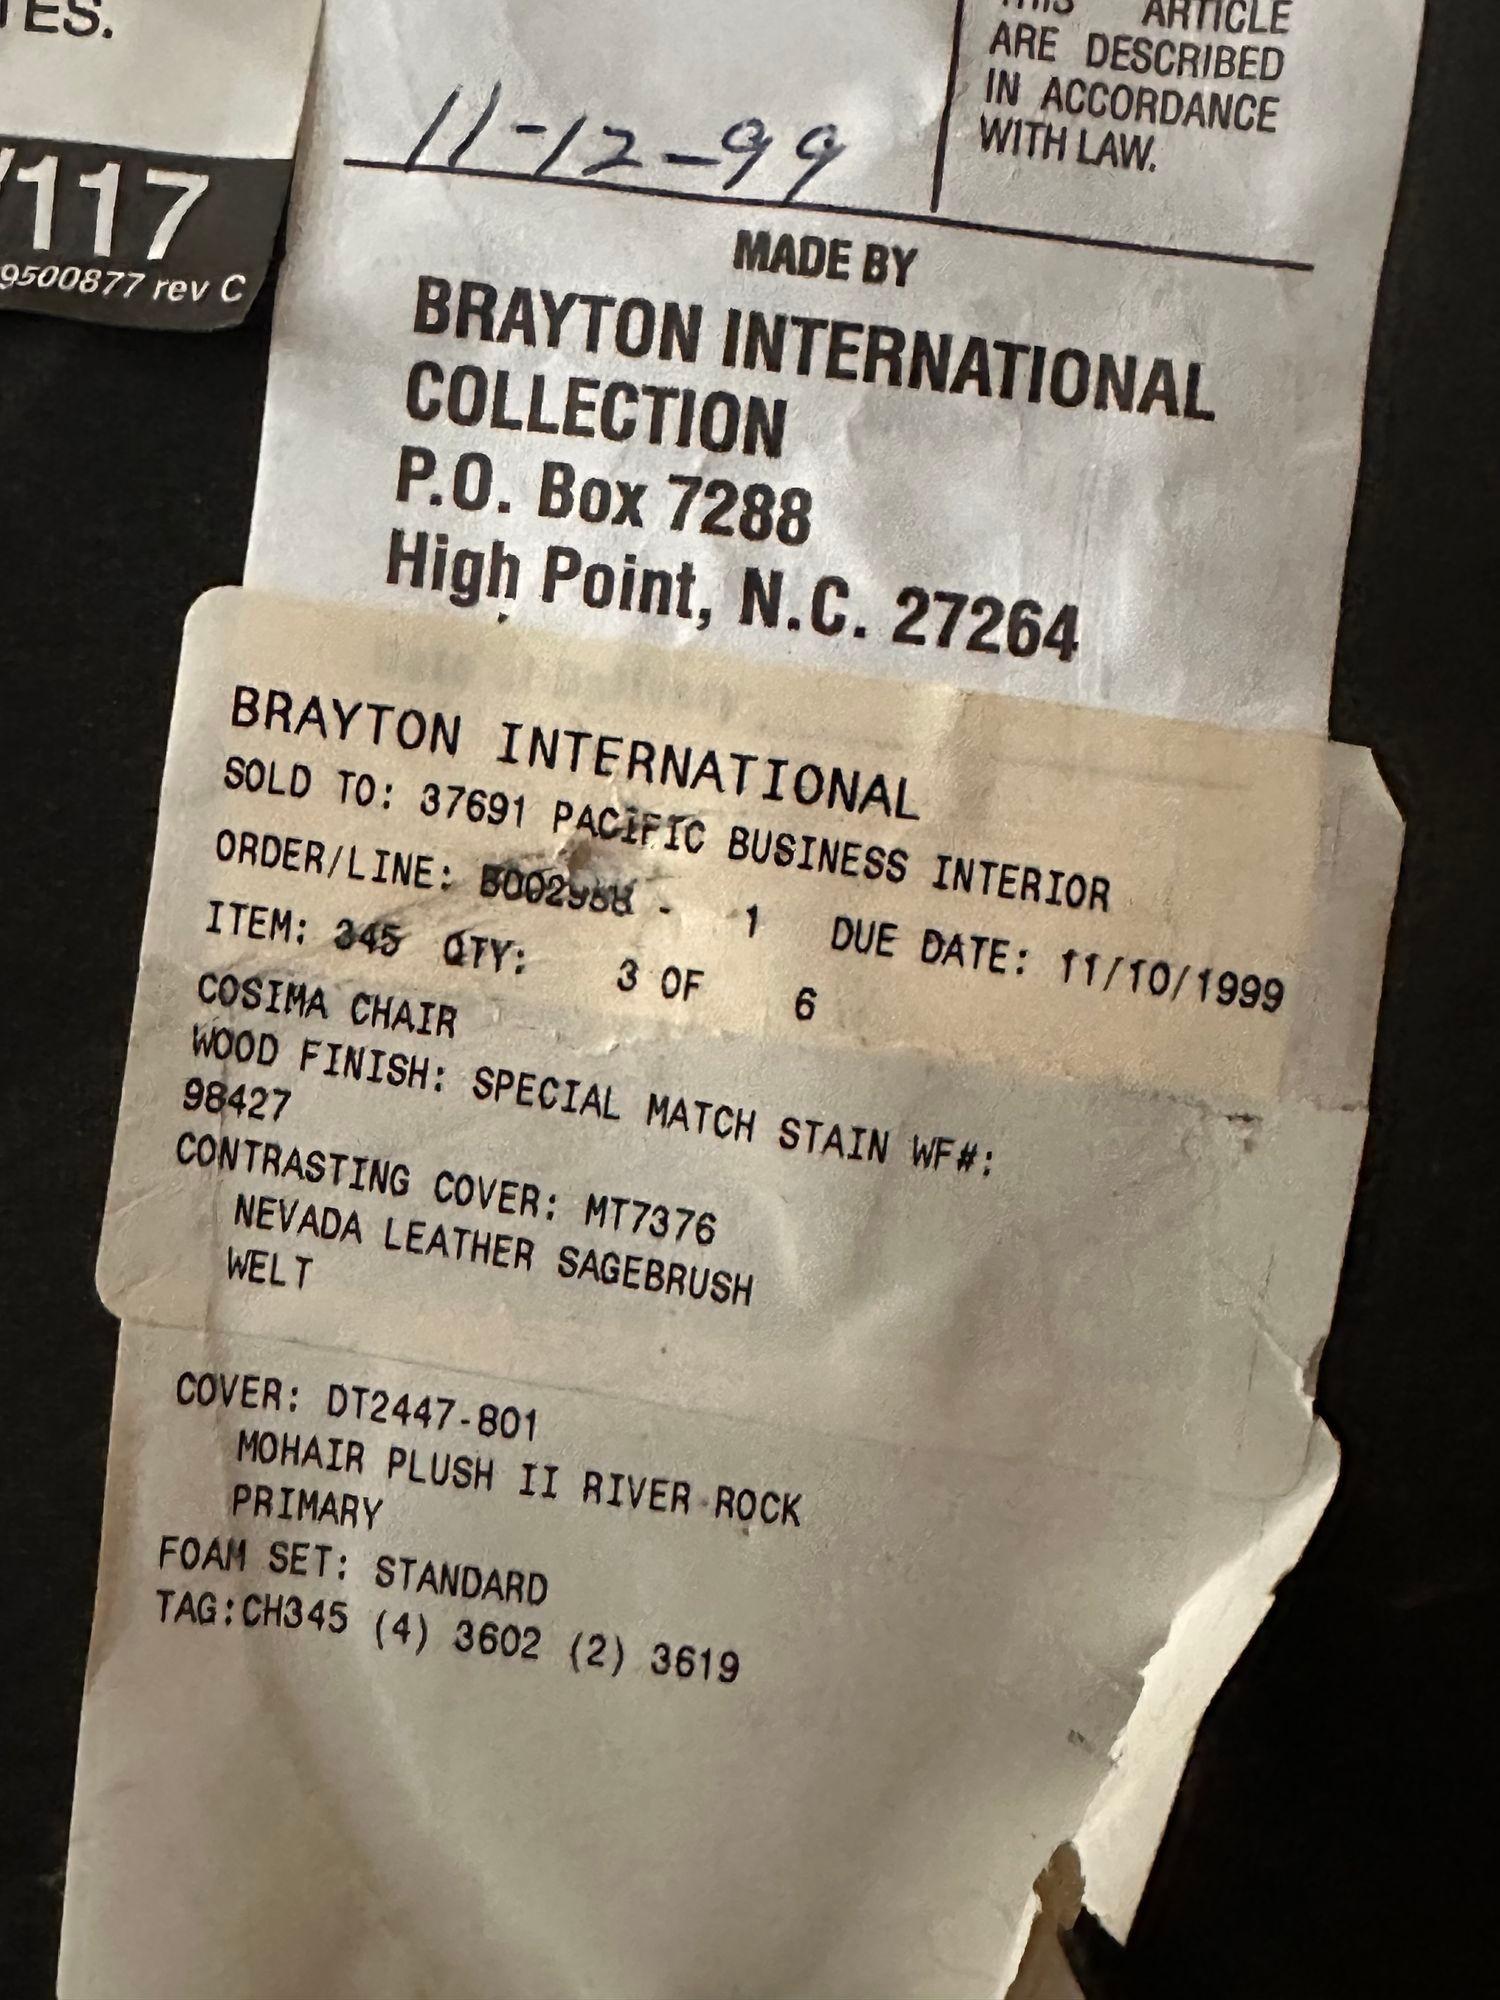 TES.
/117
9500877 rev C
THIS ARTICLE
ARE DESCRIBED
IN ACCORDANCE
WITH LAW.
11-12-99
MADE BY
BRAYTON INTERNATIONAL
COLLECTION
P.O. Box 7288
High Point, N.C. 27264
BRAYTON INTERNATIONAL
SOLD TO: 37691 PACIFIC BUSINESS INTERIOR
ORDER/LINE: - 1 DUE DATE: 11/10/1999
ITEM: 345 QTY: 3 OF 6
COSIMA CHAIR
WOOD FINISH: SPECIAL MATCH STAIN WF#:
98427
CONTRASTING COVER: MT7376
NEVADA LEATHER SAGEBRUSH
WELT
COVER: DT2447-801
MOHAIR PLUSH II RIVER ROCK
PRIMARY
FOAM SET: STANDARD
TAG:CH345 (4) 3602 (2) 3619